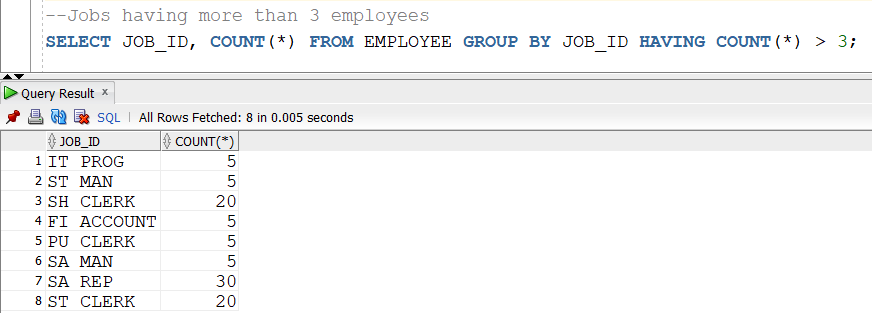 --Jobs having more than 3 employees
SELECT JOB_ID, COUNT(*) FROM EMPLOYEE GROUP BY JOB_ID HAVING COUNT(*) > 3;
Query Result x
SQL | All Rows Fetched: 8 in 0.005 seconds
JOB_ID COUNT(*)
1 IT PROG 5
2 ST MAN 5
3 SH CLERK 20
4 FI ACCOUNT 5
5 PU CLERK 5
6 SA MAN 5
7 SA REP 30
8 ST CLERK 20